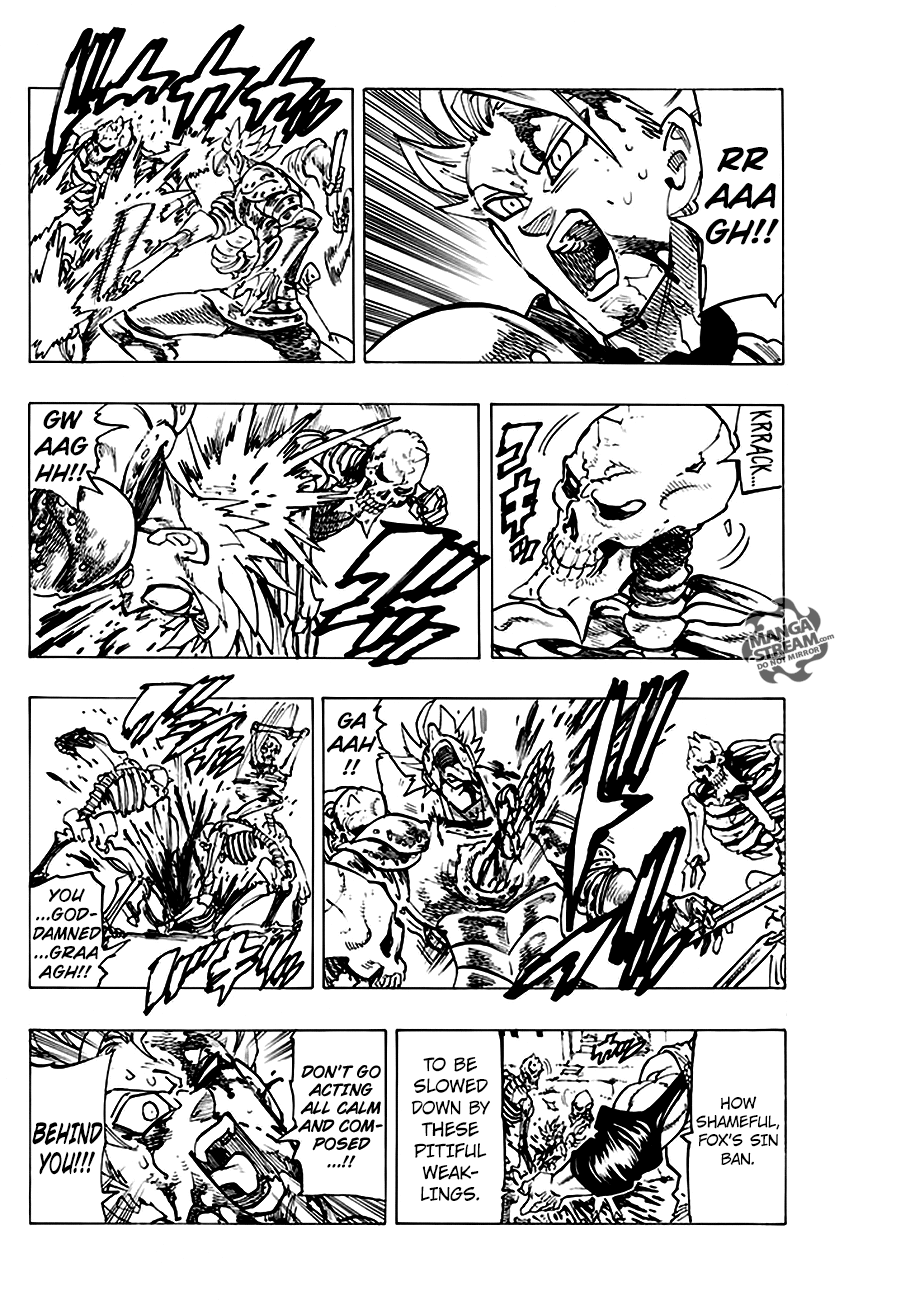 RR
AAA
GH!!
KRRACK...
GW
AAG
HH!!
MANGA
STREAM.com
DO NOT MIRROR
GA
AAH
!!
YOU
...GOD-
DAMNED
...GRAA
AGH!!
HOW
SHAMEFUL,
FOX'S SIN
BAN.
TO BE
SLOWED
DOWN BY
THESE
PITIFUL
WEAK-
LINGS.
DON'T GO
ACTING
ALL CALM
AND COM-
POSED
...!!
BEHIND
YOU!!!